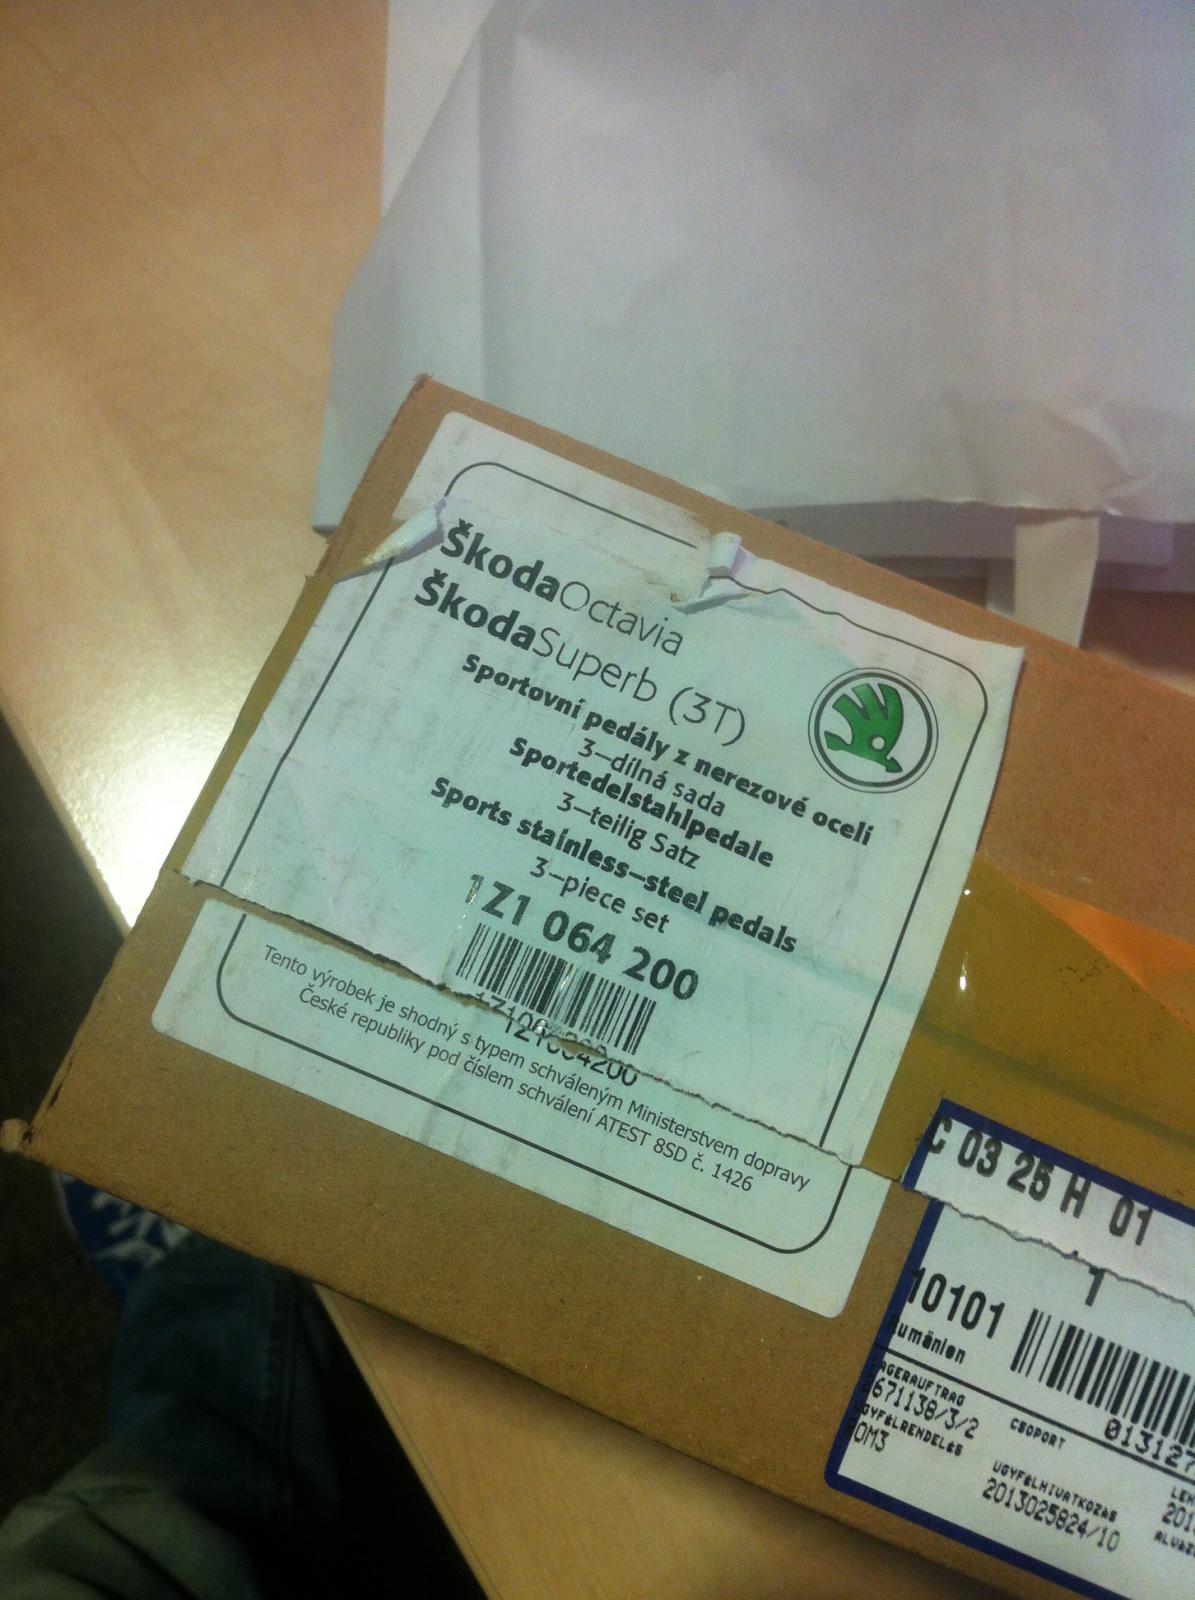 ŠkodaOctavia
ŠkodaSuperb (3T)
Sportovní pedály z nerezové oceli
3–dílná sada
Sportedelstahlpedale
3–teilig Satz
Sports stainless–steel pedals
3–piece set
1Z1 064 200
Tento výrobek je shodný s typem schváleným Ministerstvem dopravy
České republiky pod číslem schválení ATEST 8SD č. 1426
C 03 25 H 01
1
10101
CSOPORT
UGYFéLHIVATKOZáS
2013025824/10